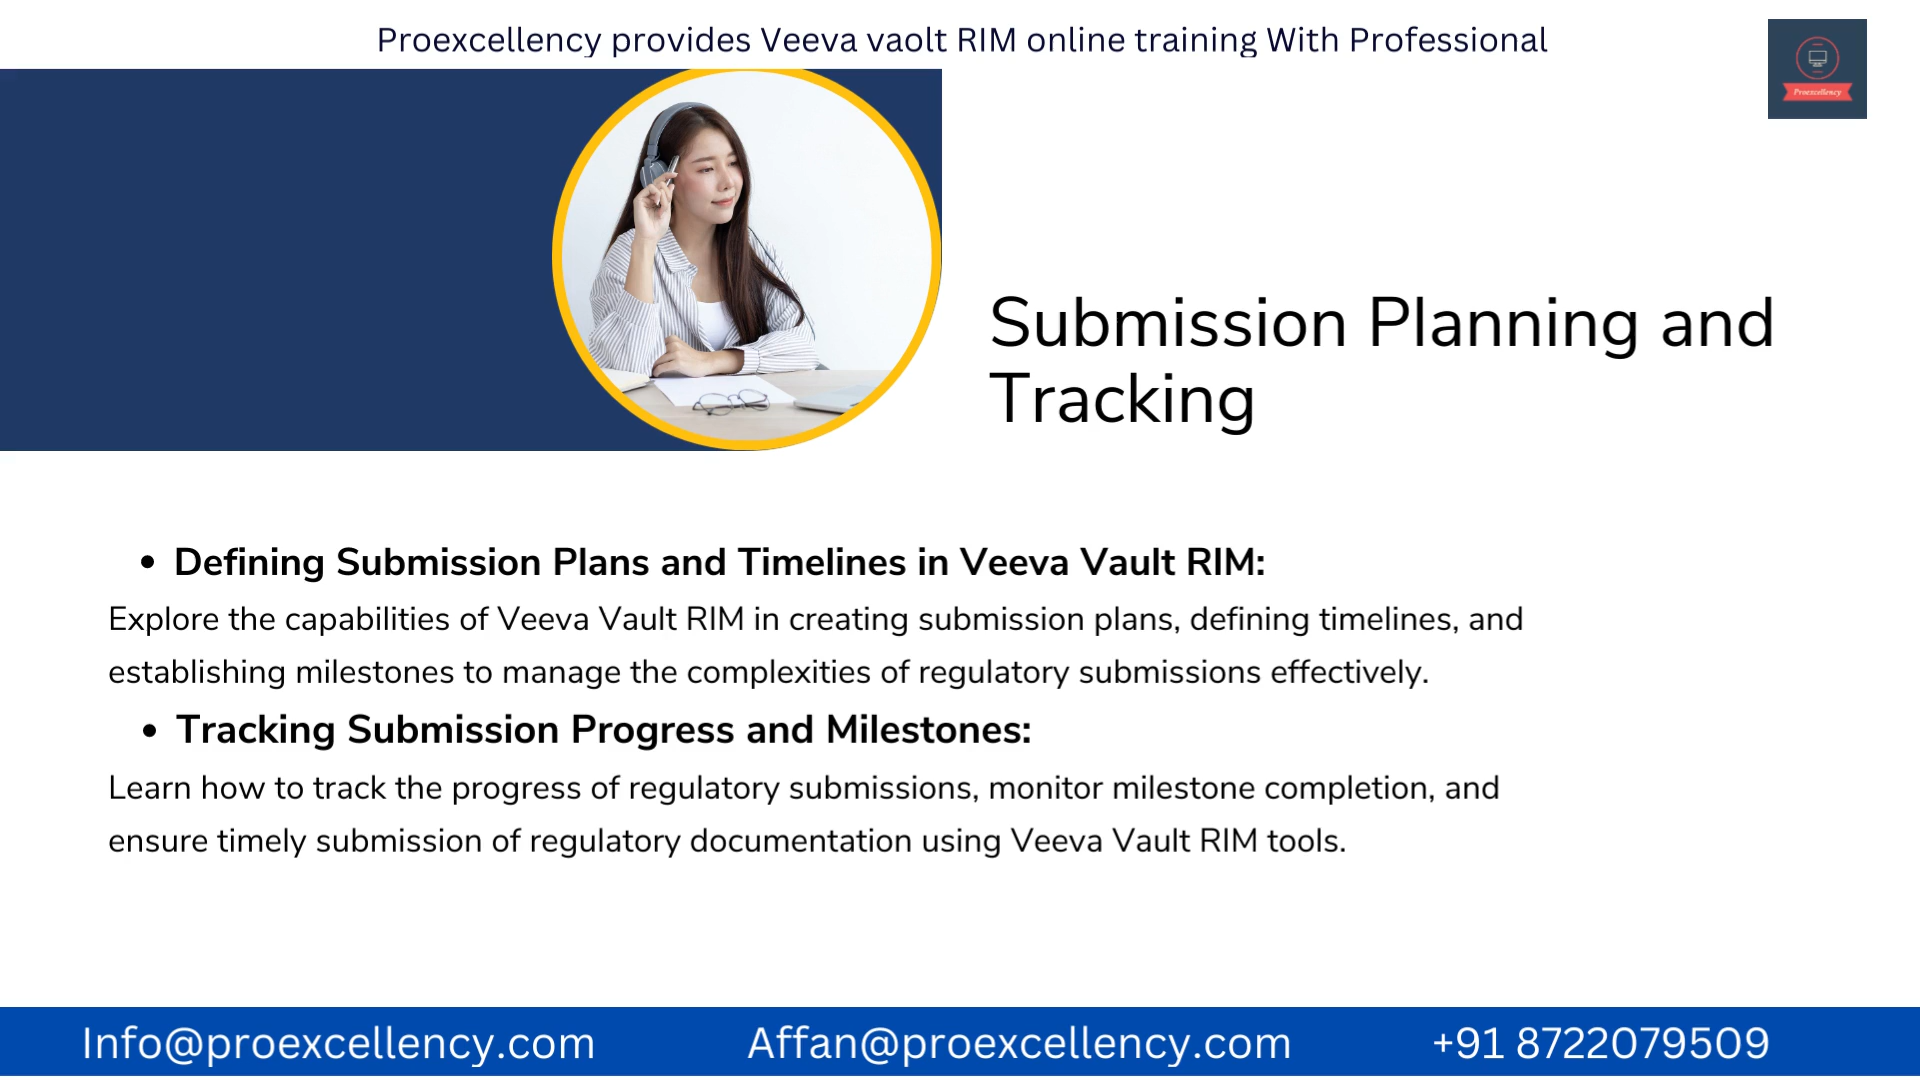 Proexcellency provides Veeva vaolt RIM online training With Professional
Proexcellency
Submission Planning and
Tracking
• Defining Submission Plans and Timelines in Veeva Vault RIM:
Explore the capabilities of Veeva Vault RIM in creating submission plans, defining timelines, and
establishing milestones to manage the complexities of regulatory submissions effectively.
• Tracking Submission Progress and Milestones:
Learn how to track the progress of regulatory submissions, monitor milestone completion, and
ensure timely submission of regulatory documentation using Veeva Vault RIM tools.
Info@proexcellency.com
Affan@proexcellency.com
+91 8722079509